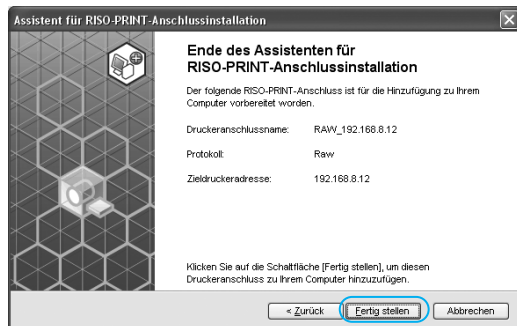 Assistent für RISO-PRINT-Anschlussinstallation
Ende des Assistenten für
RISO-PRINT-Anschlussinstallation
Der folgende RISO-PRINT-Anschluss ist für die Hinzufügung zu Ihrem
Computer vorbereitet worden.
Druckeranschlussname: RAW_192.168.8.12
Protokoll: Raw
Zieldruckeradresse: 192.168.8.12
Klicken Sie auf die Schaltfläche [Fertig stellen], um diesen
Druckeranschluss zu Ihrem Computer hinzuzufügen.
< Zurück Fertig stellen Abbrechen